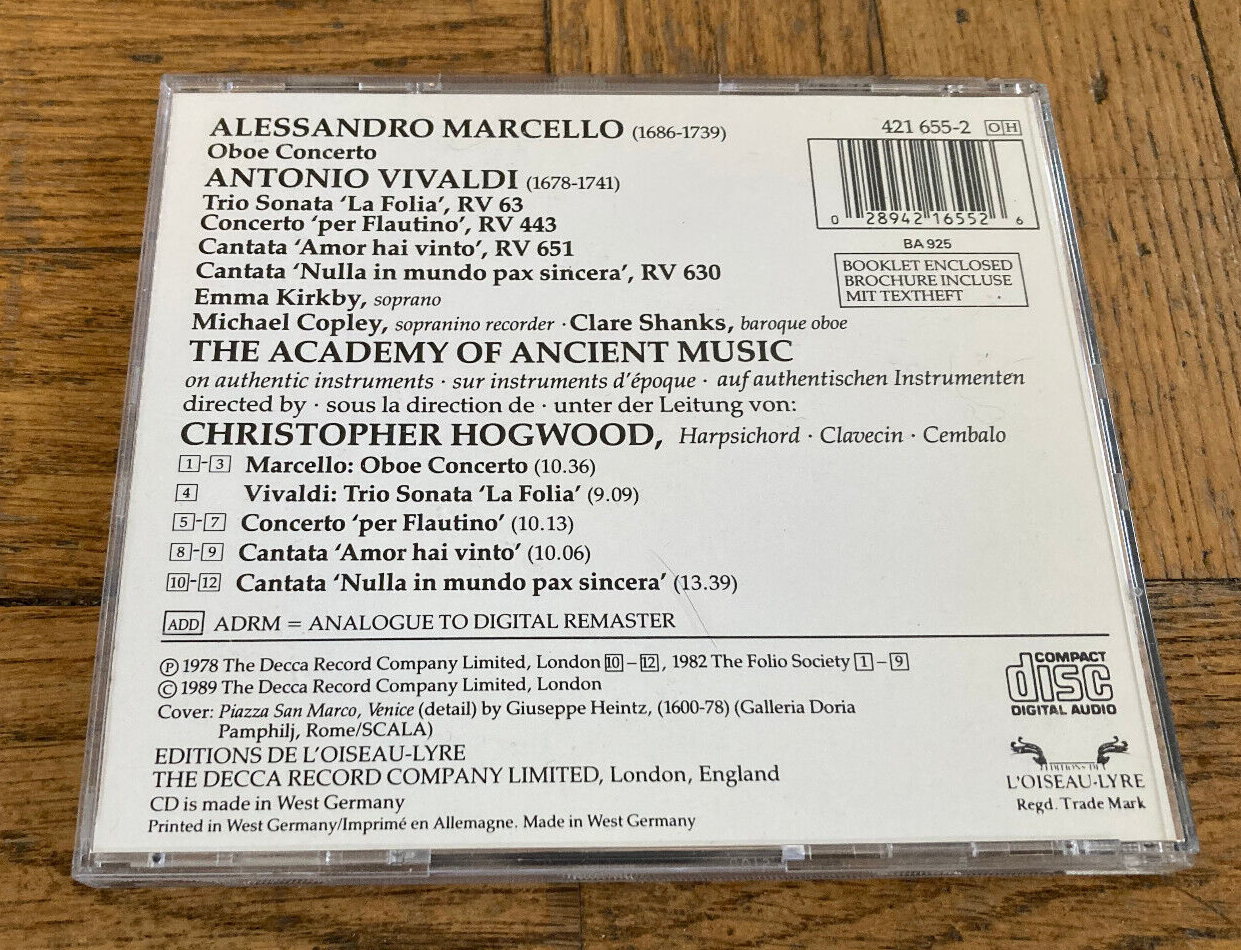 ALESSANDRO MARCELLO (1686-1739)
Oboe Concerto
ANTONIO VIVALDI (1678-1741)
Trio Sonata ‘La Folia’, RV 63
Concerto ‘per Flautino’, RV 443
Cantata ‘Amor hai vinto’, RV 651
Cantata ‘Nulla in mundo pax sincera’, RV 630
Emma Kirkby, soprano
Michael Copley, sopranino recorder · Clare Shanks, baroque oboe
THE ACADEMY OF ANCIENT MUSIC
on authentic instruments · sur instruments d’époque · auf authentischen Instrumenten
directed by · sous la direction de · unter der Leitung von:
CHRISTOPHER HOGWOOD, Harpsichord · Clavecin · Cembalo
421 655-2 OH
0 28942 16552 6
BA 925
BOOKLET ENCLOSED
BROCHURE INCLUSE
MIT TEXTHEFT
1-3 Marcello: Oboe Concerto (10.36)
4 Vivaldi: Trio Sonata ‘La Folia’ (9.09)
5-7 Concerto ‘per Flautino’ (10.13)
8-9 Cantata ‘Amor hai vinto’ (10.06)
10-12 Cantata ‘Nulla in mundo pax sincera’ (13.39)
ADD ADRM = ANALOGUE TO DIGITAL REMASTER
℗ 1978 The Decca Record Company Limited, London 10–12, 1982 The Folio Society 1–9
© 1989 The Decca Record Company Limited, London
Cover: Piazza San Marco, Venice (detail) by Giuseppe Heintz, (1600-78) (Galleria Doria
Pamphilj, Rome/SCALA)
EDITIONS DE L’OISEAU-LYRE
THE DECCA RECORD COMPANY LIMITED, London, England
CD is made in West Germany
Printed in West Germany/Imprimé en Allemagne. Made in West Germany
COMPACT
disc
DIGITAL AUDIO
EDITIONS DE
L’OISEAU-LYRE
Regd. Trade Mark